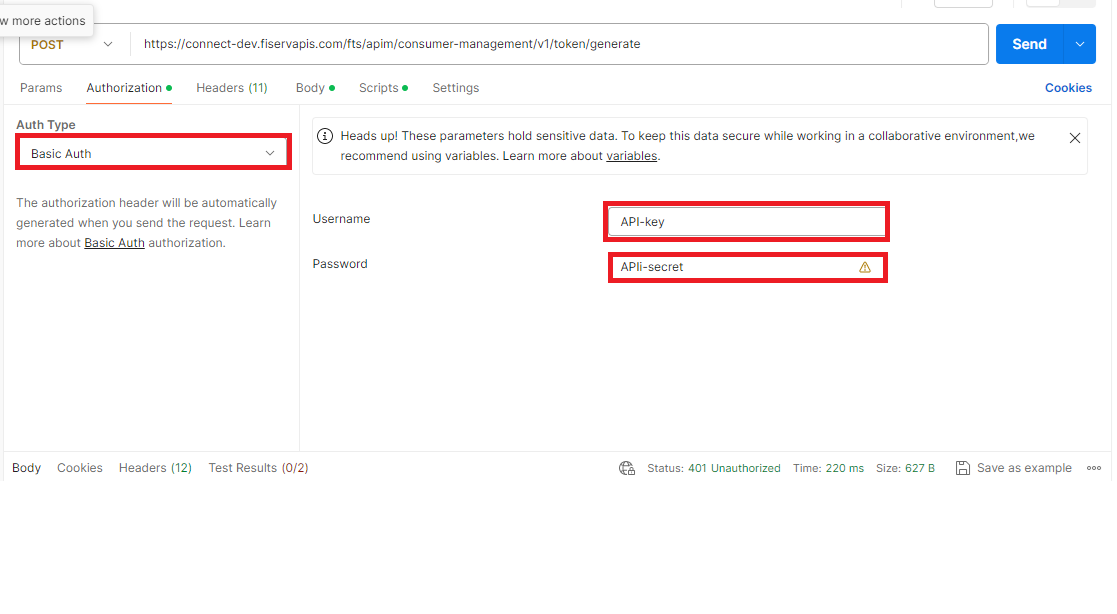 w more actions
POST https://connect-dev.fiservapis.com/fts/apim/consumer-management/v1/token/generate Send
Params Authorization Headers (11) Body Scripts Settings Cookies
Auth Type
Basic Auth
The authorization header will be automatically
generated when you send the request. Learn
more about Basic Auth authorization.
Heads up! These parameters hold sensitive data. To keep this data secure while working in a collaborative environment,we
recommend using variables. Learn more about variables.
Username API-key
Password APIi-secret
Body Cookies Headers (12) Test Results (0/2) Status: 401 Unauthorized Time: 220 ms Size: 627 B Save as example